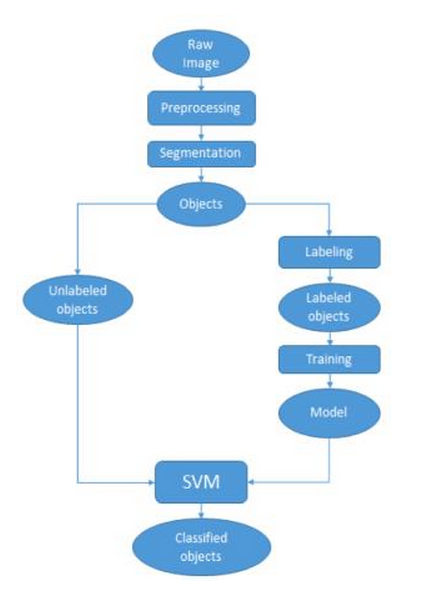 Raw
Image
Preprocessing
Segmentation
Objects
Labeling
Unlabeled
objects
Labeled
objects
Training
Model
SVM
Classified
objects